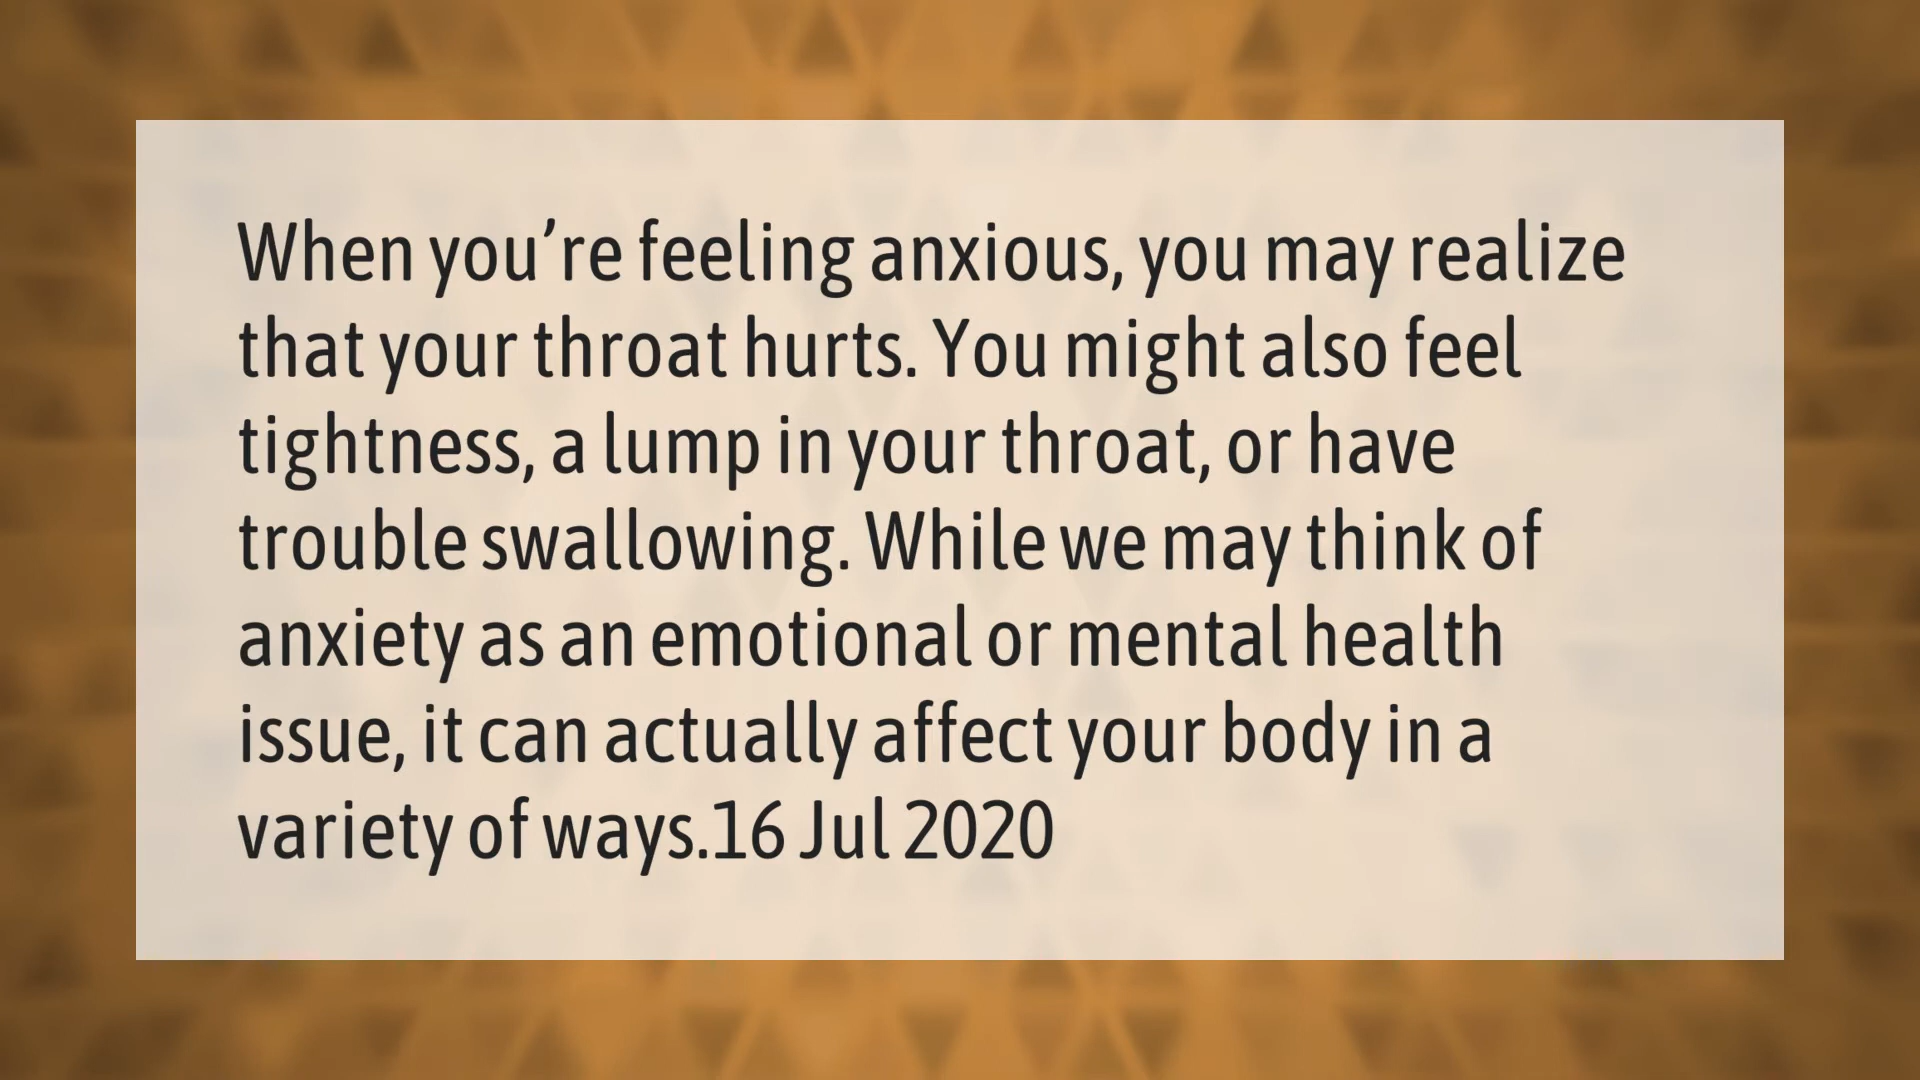 When you’re feeling anxious, you may realize
that your throat hurts. You might also feel
tightness, a lump in your throat, or have
trouble swallowing. While we may think of
anxiety as an emotional or mental health
issue, it can actually affect your body in a
variety of ways.16 Jul 2020